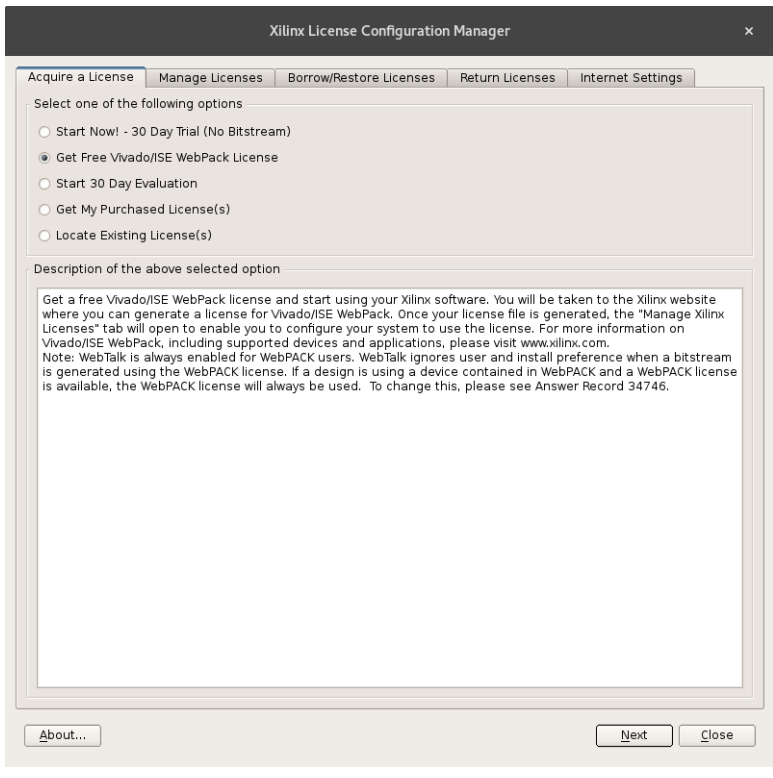 Xilinx License Configuration Manager
×
Acquire a License
Manage Licenses
Borrow/Restore Licenses
Return Licenses
Internet Settings
Select one of the following options
Start Now! - 30 Day Trial (No Bitstream)
Get Free Vivado/ISE WebPack License
Start 30 Day Evaluation
Get My Purchased License(s)
Locate Existing License(s)
Description of the above selected option
Get a free Vivado/ISE WebPack license and start using your Xilinx software. You will be taken to the Xilinx website
where you can generate a license for Vivado/ISE WebPack. Once your license file is generated, the "Manage Xilinx
Licenses" tab will open to enable you to configure your system to use the license. For more information on
Vivado/ISE WebPack, including supported devices and applications, please visit www.xilinx.com.
Note: WebTalk is always enabled for WebPACK users. WebTalk ignores user and install preference when a bitstream
is generated using the WebPACK license. If a design is using a device contained in WebPACK and a WebPACK license
is available, the WebPACK license will always be used.  To change this, please see Answer Record 34746.
About...
Next
Close